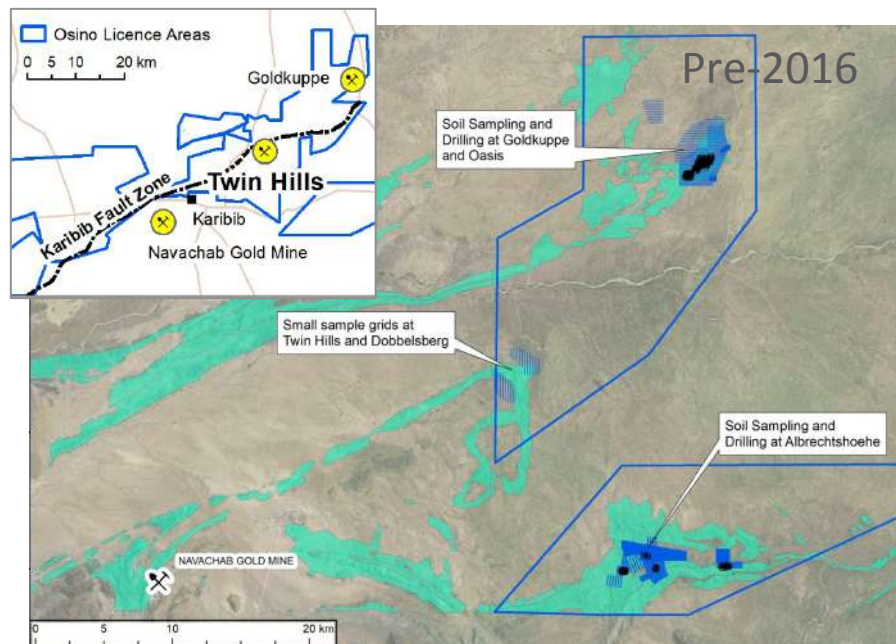 Osino Licence Areas
0 5 10 20 km
Goldkuppe
Twin Hills
Karibib Fault Zone
Karibib
Navachab Gold Mine
Pre-2016
Soil Sampling and
Drilling at Goldkuppe
and Oasis
Small sample grids at
Twin Hills and Dobbelsberg
Soil Sampling and
Drilling at Albrechtshoehe
NAVACHAB GOLD MINE
0 5 10 20 km